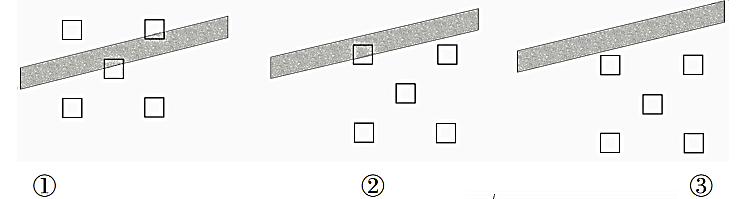 ① ② ③